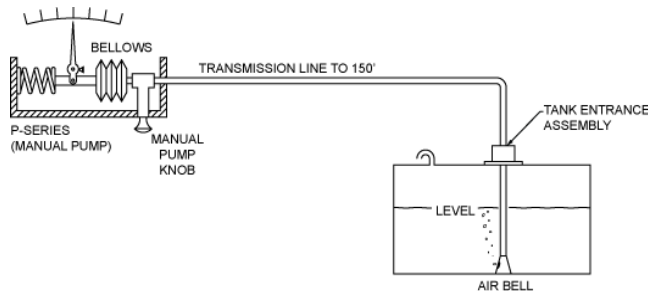 BELLOWS
TRANSMISSION LINE TO 150'
P-SERIES
(MANUAL PUMP)
MANUAL
PUMP
KNOB
TANK ENTRANCE
ASSEMBLY
LEVEL
AIR BELL